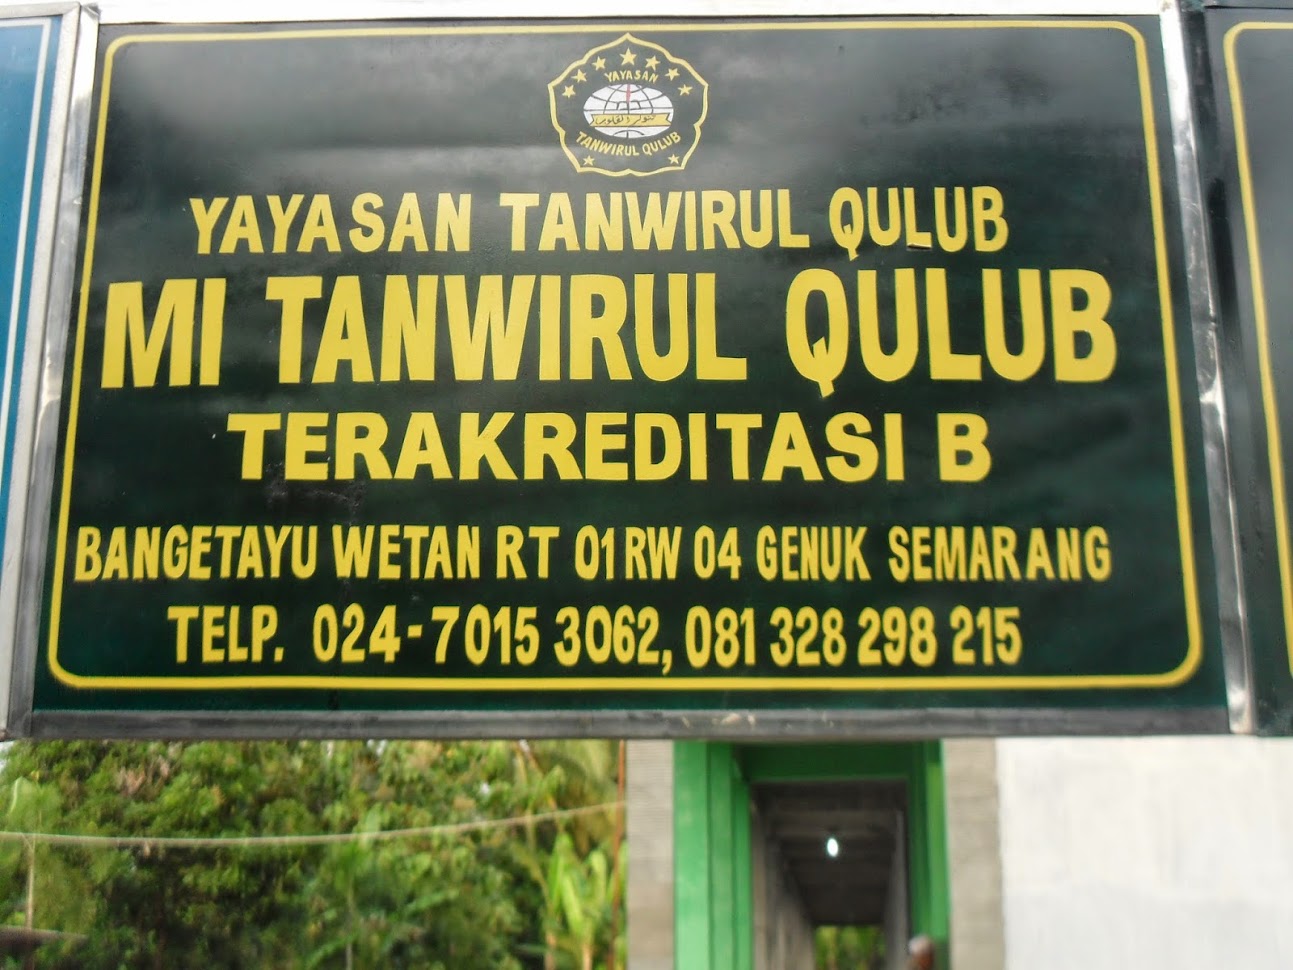 YAYASAN
TANWIRUL QULUB
YAYASAN TANWIRUL QULUB
MI TANWIRUL QULUB
TERAKREDITASI B
BANGETAYU WETAN RT 01 RW 04 GENUK SEMARANG
TELP. 024-7015 3062, 081 328 298 215